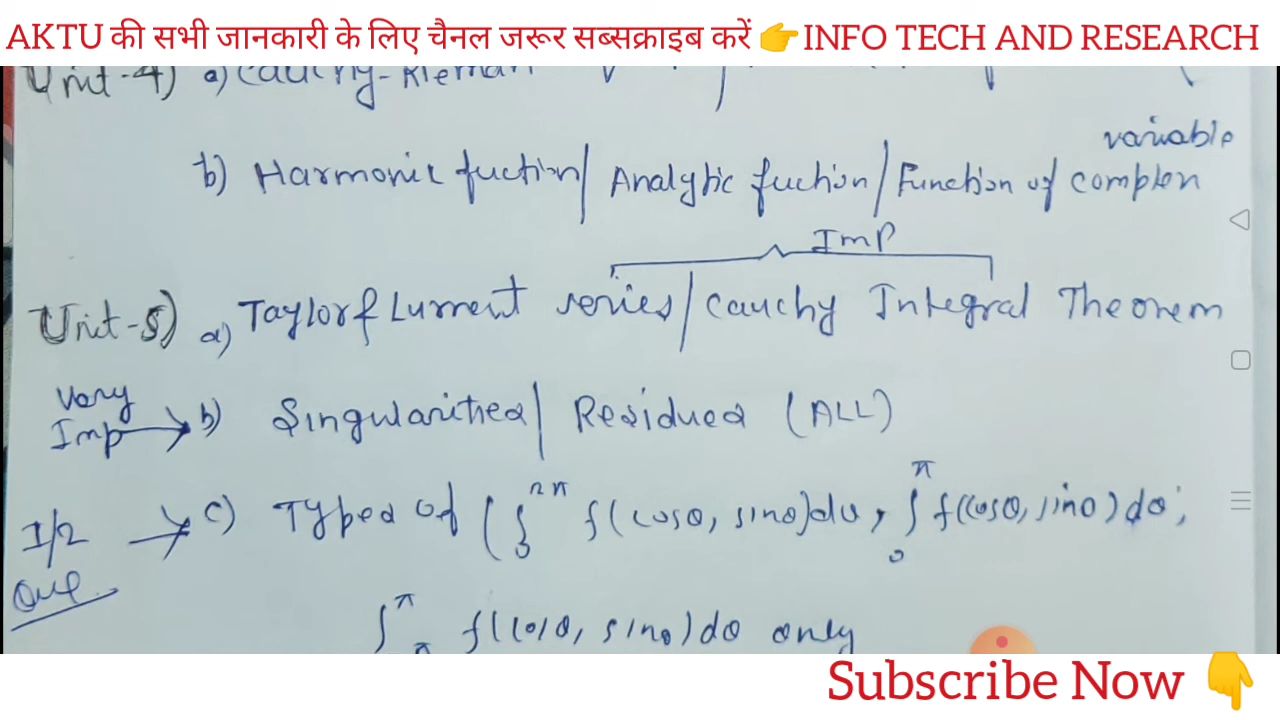 AKTU की सभी जानकारी के लिए चैनल जरूर सब्सक्राइब करें 👉 INFO TECH AND RESEARCH
Unit-4) a) Cauchy-Rieman
variable
b) Harmonic fuction / Analytic fuction / Function of complex
Imp
Unit-5) a) Taylor & Lurrent series / Cauchy Integral Theorem
Very Imp → b) Singularities / Residues (ALL)
1/2 Que → c) Types of (∫₀^2π f(cosθ, sinθ)dθ, ∫₀^π f(cosθ, sinθ)dθ;
∫^π f(cosθ, sinθ)dθ only
Subscribe Now 👇